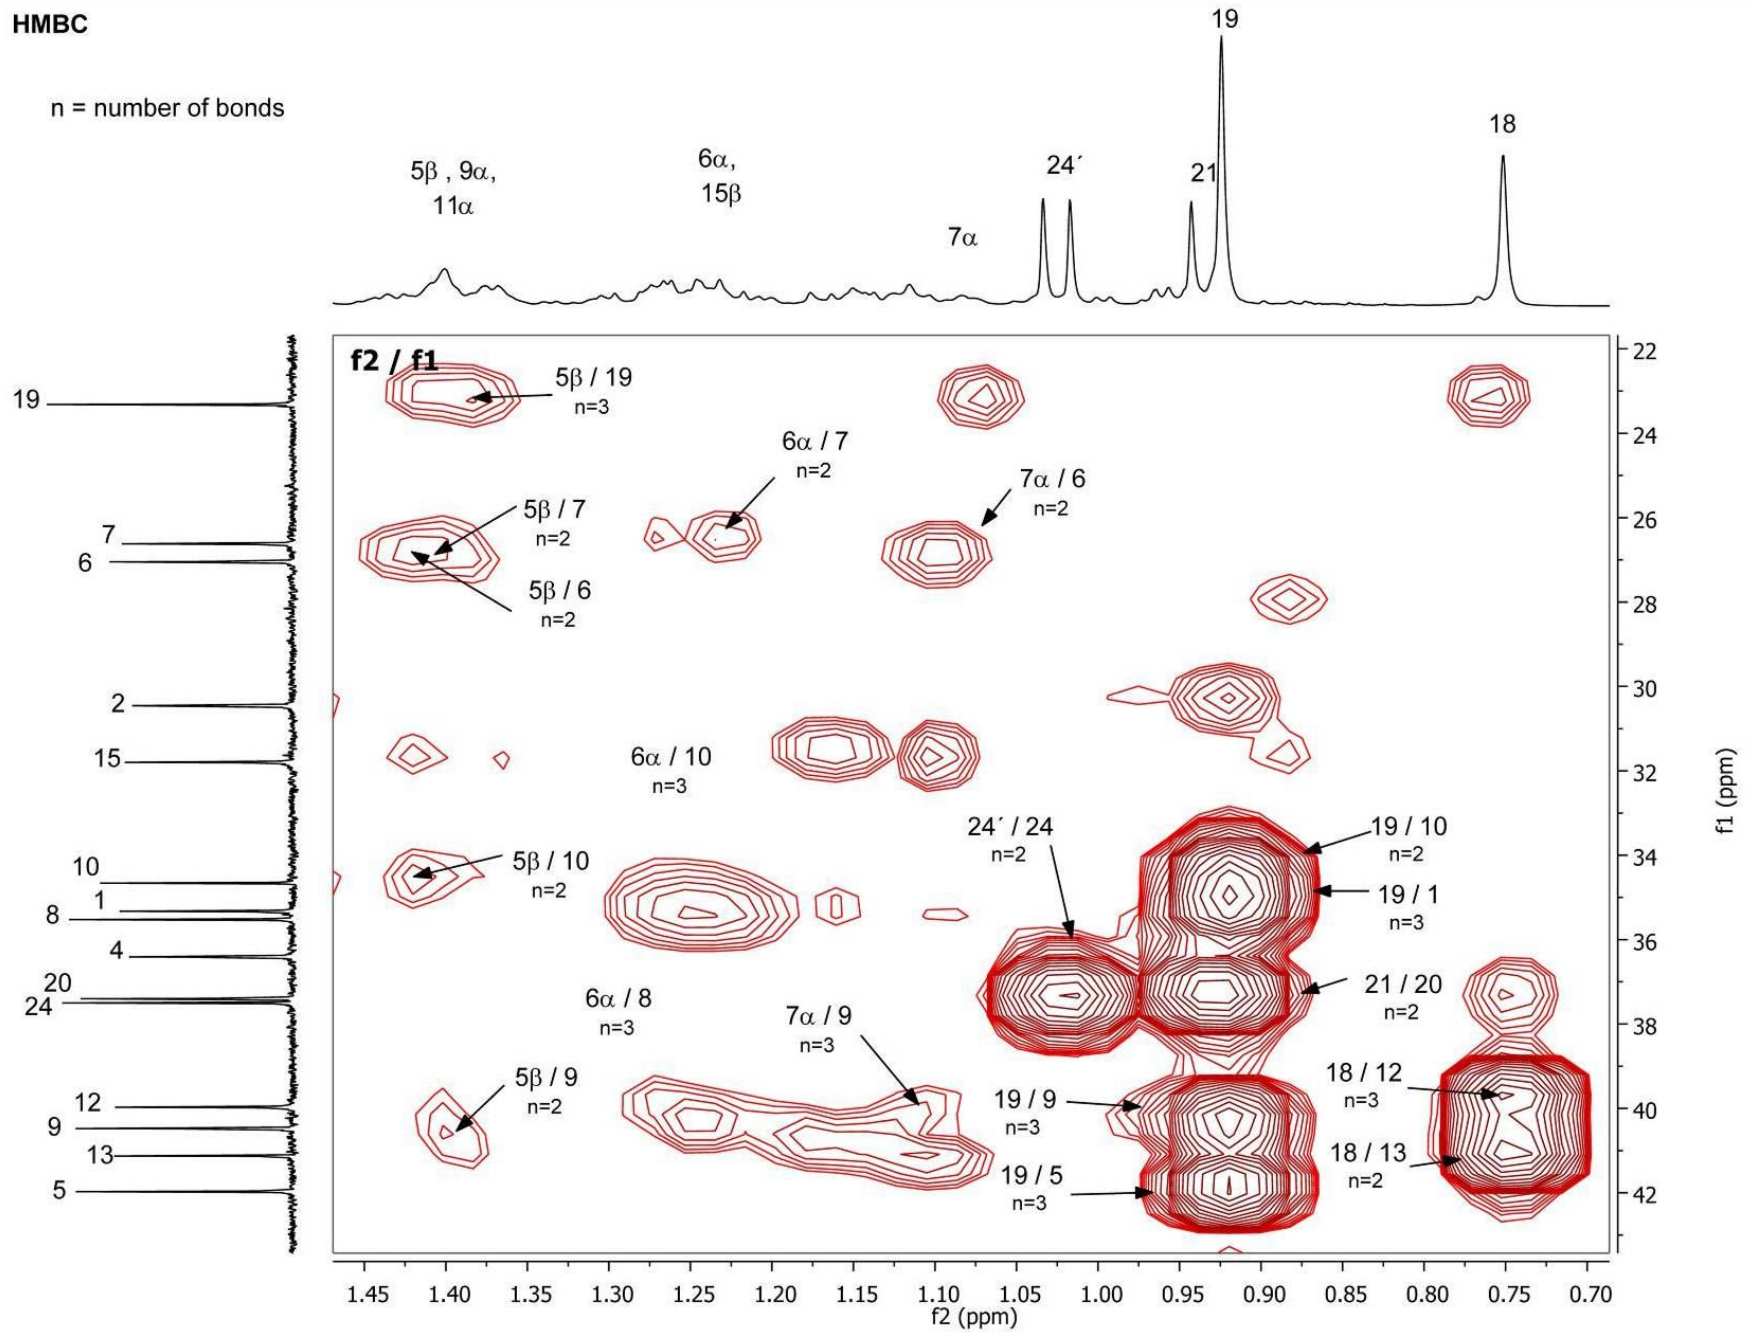 HMBC
n = number of bonds
19
18
5β , 9α,
11α
6α,
15β
7α
24´
21
f2 / f1
5β / 19
n=3
6α / 7
n=2
7α / 6
n=2
5β / 7
n=2
5β / 6
n=2
6α / 10
n=3
24´ / 24
n=2
19 / 10
n=2
5β / 10
n=2
19 / 1
n=3
21 / 20
n=2
6α / 8
n=3
7α / 9
n=3
5β / 9
n=2
19 / 9
n=3
18 / 12
n=3
18 / 13
n=2
19 / 5
n=3
19
7
6
2
15
10
1
8
4
20
24
12
9
13
5
22
24
26
28
30
32
34
36
38
40
42
f1 (ppm)
1.45 1.40 1.35 1.30 1.25 1.20 1.15 1.10 1.05 1.00 0.95 0.90 0.85 0.80 0.75 0.70
f2 (ppm)